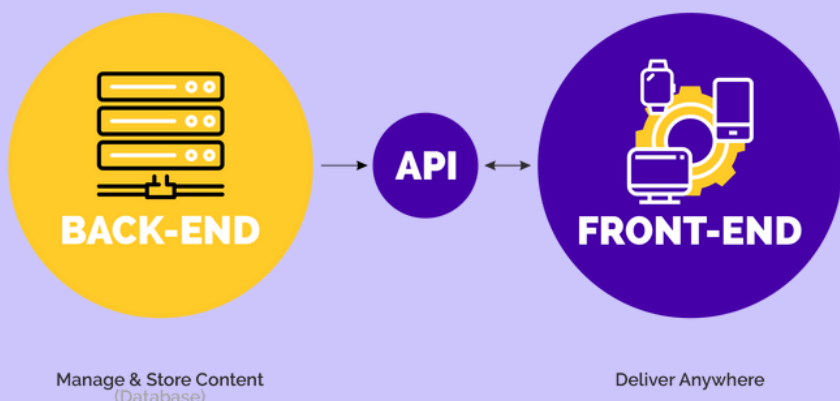 BACK-END
API
FRONT-END
Manage & Store Content
(Database)
Deliver Anywhere